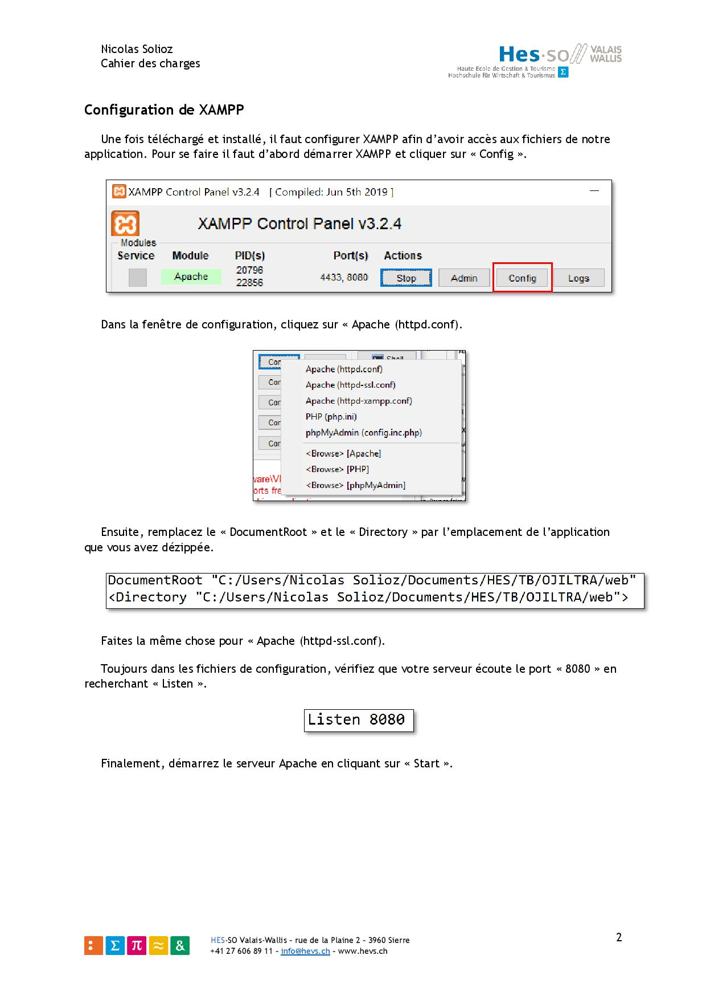 Nicolas Solioz
Cahier des charges
Hes·so VALAIS
WALLIS
Haute Ecole de Gestion & Tourisme
Hochschule für Wirtschaft & Tourismus Σ
Configuration de XAMPP
Une fois téléchargé et installé, il faut configurer XAMPP afin d’avoir accès aux fichiers de notre
application. Pour se faire il faut d’abord démarrer XAMPP et cliquer sur « Config ».
XAMPP Control Panel v3.2.4 [ Compiled: Jun 5th 2019 ]
XAMPP Control Panel v3.2.4
Modules
Service Module PID(s) Port(s) Actions
Apache 20796 22856 4433, 8080 Stop Admin Config Logs
Dans la fenêtre de configuration, cliquez sur « Apache (httpd.conf).
Apache (httpd.conf)
Apache (httpd-ssl.conf)
Apache (httpd-xampp.conf)
PHP (php.ini)
phpMyAdmin (config.inc.php)
<Browse> [Apache]
<Browse> [PHP]
<Browse> [phpMyAdmin]
Ensuite, remplacez le « DocumentRoot » et le « Directory » par l’emplacement de l’application
que vous avez dézippée.
DocumentRoot "C:/Users/Nicolas Solioz/Documents/HES/TB/OJILTRA/web"
<Directory "C:/Users/Nicolas Solioz/Documents/HES/TB/OJILTRA/web">
Faites la même chose pour « Apache (httpd-ssl.conf).
Toujours dans les fichiers de configuration, vérifiez que votre serveur écoute le port « 8080 » en
recherchant « Listen ».
Listen 8080
Finalement, démarrez le serveur Apache en cliquant sur « Start ».
Σ π ≈ &
HES-SO Valais-Wallis - rue de la Plaine 2 - 3960 Sierre
+41 27 606 89 11 - info@hevs.ch - www.hevs.ch
2